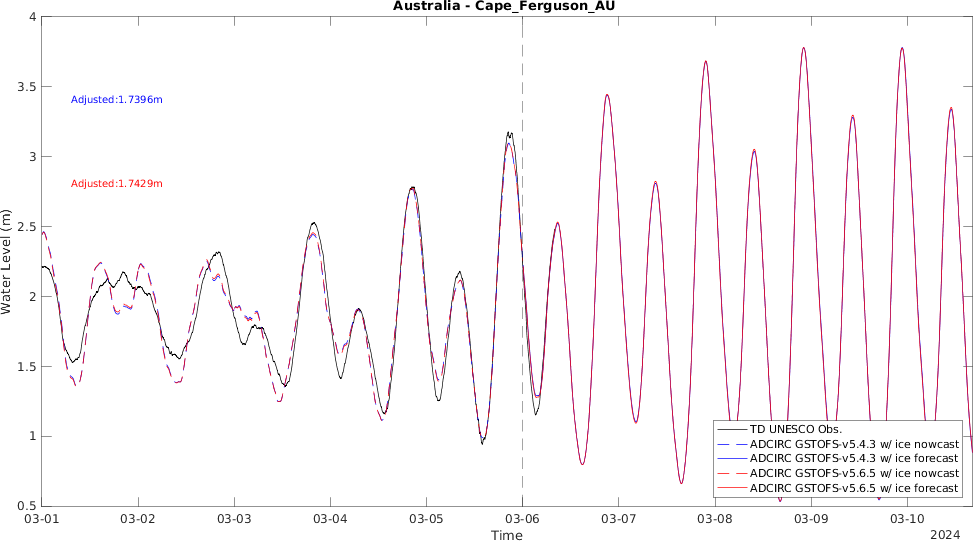 Australia - Cape_Ferguson_AU
4
3.5
3
2.5
2
1.5
1
0.5
Water Level (m)
Adjusted:1.7396m
Adjusted:1.7429m
TD UNESCO Obs.
ADCIRC GSTOFS-v5.4.3 w/ ice nowcast
ADCIRC GSTOFS-v5.4.3 w/ ice forecast
ADCIRC GSTOFS-v5.6.5 w/ ice nowcast
ADCIRC GSTOFS-v5.6.5 w/ ice forecast
03-01 03-02 03-03 03-04 03-05 03-06 03-07 03-08 03-09 03-10
Time
2024